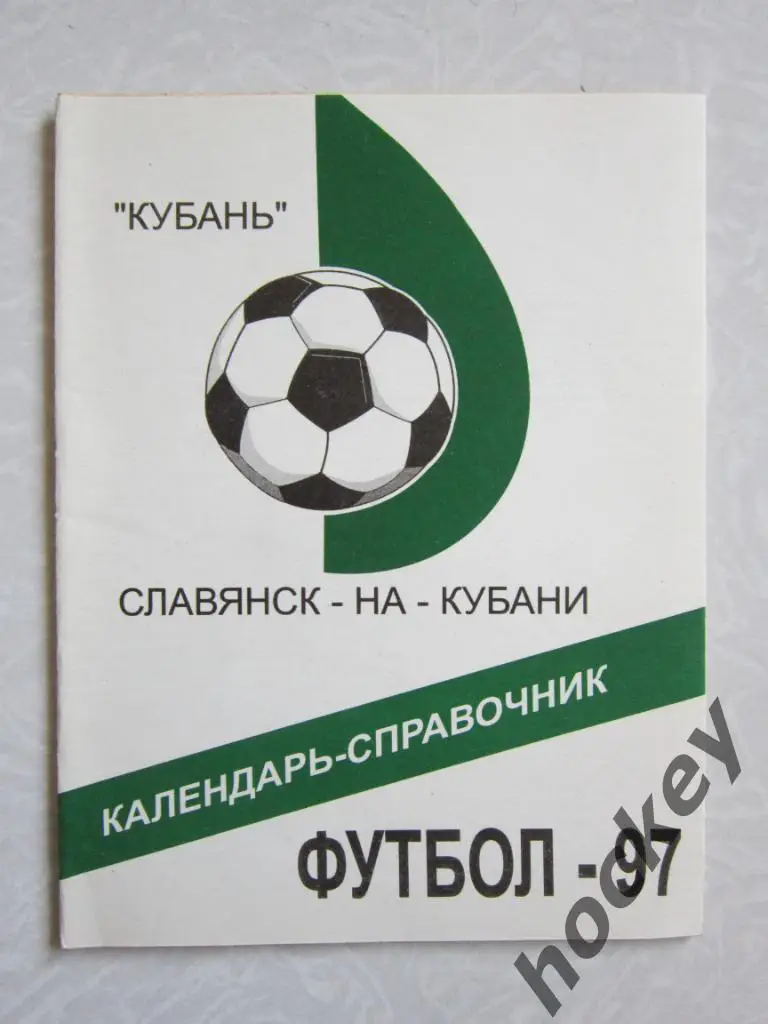 "КУБАНЬ"
СЛАВЯНСК - НА - КУБАНИ
КАЛЕНДАРЬ-СПРАВОЧНИК
ФУТБОЛ - 97
hockey